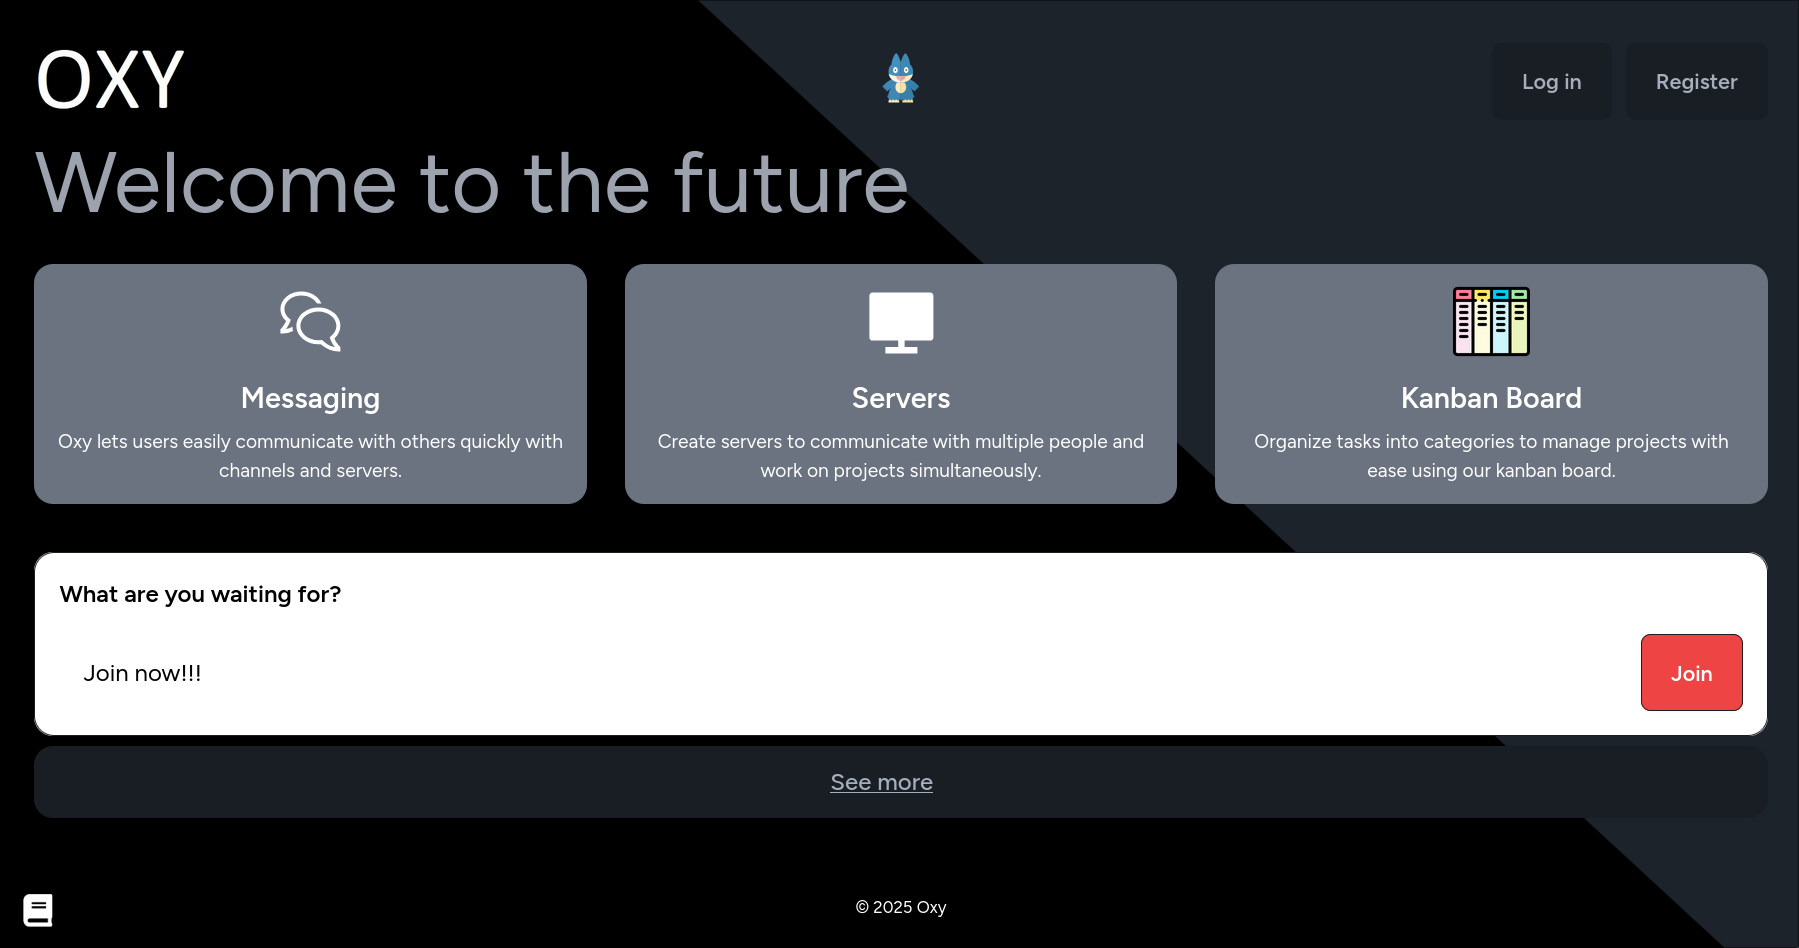 OXY
Log in
Register
Welcome to the future
Messaging
Oxy lets users easily communicate with others quickly with
channels and servers.
Servers
Create servers to communicate with multiple people and
work on projects simultaneously.
Kanban Board
Organize tasks into categories to manage projects with
ease using our kanban board.
What are you waiting for?
Join now!!!
Join
See more
© 2025 Oxy